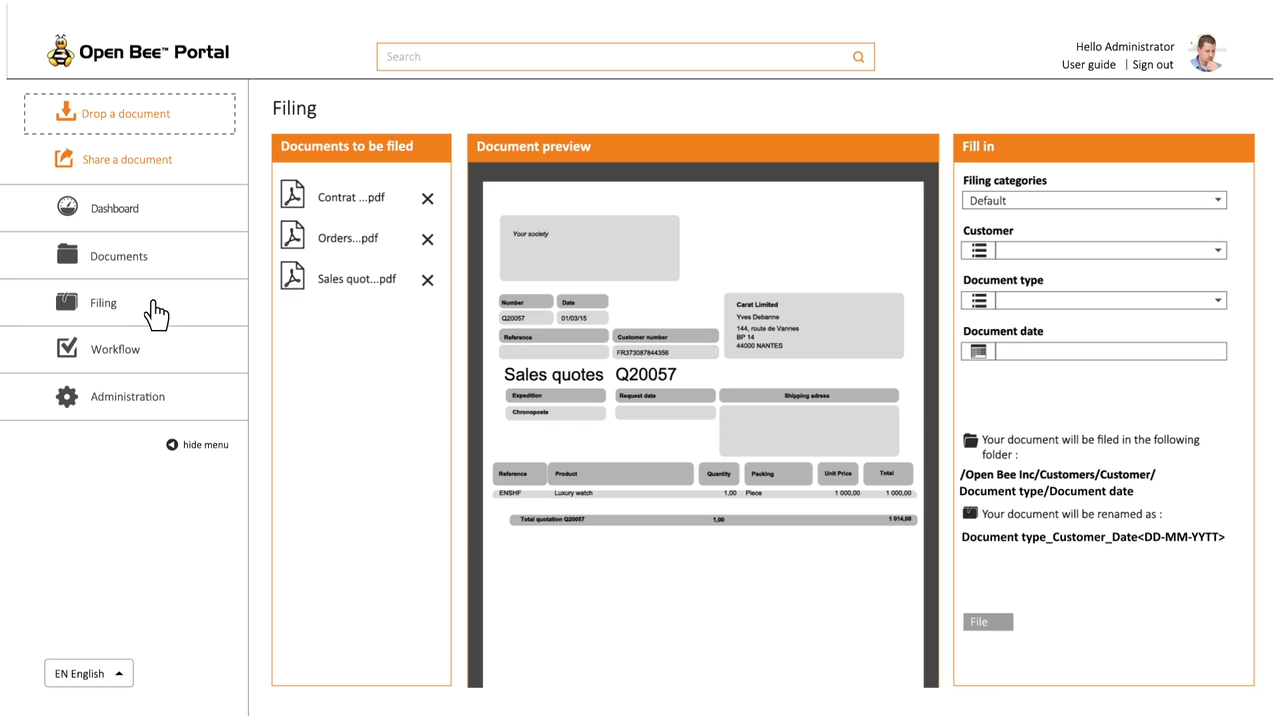 Open Bee™ Portal
Search
Hello Administrator
User guide | Sign out
Drop a document
Share a document
Dashboard
Documents
Filing
Workflow
Administration
hide menu
EN English
Filing
Documents to be filed
Contrat ...pdf
Orders...pdf
Sales quot...pdf
Document preview
Your society
Number Date
Q20057 01/03/15
Reference Customer number
FR373087844356
Carat Limited
Yves Debanne
144, route de Vannes
BP 14
44000 NANTES
Sales quotes Q20057
Expedition Request date Shipping adress
Chronoposte
Reference Product Quantity Packing Unit Price Total
ENSHF Luxury watch 1,00 Piece 1 000,00 1 000,00
Total quotation Q20057 1,00 1 014,00
Fill in
Filing categories
Default
Customer
Document type
Document date
Your document will be filed in the following
folder :
/Open Bee Inc/Customers/Customer/
Document type/Document date
Your document will be renamed as :
Document type_Customer_Date<DD-MM-YYTT>
File